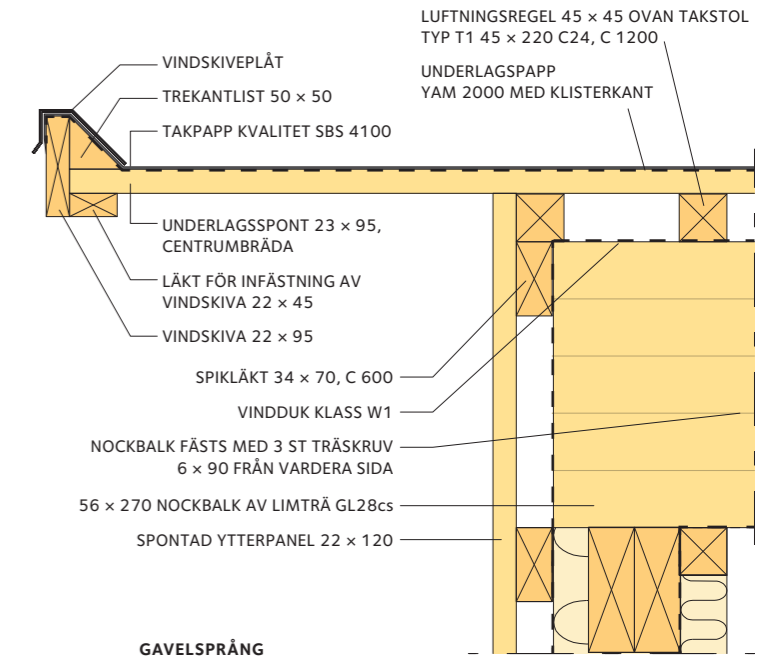 LUFTNINGSREGEL 45 × 45 OVAN TAKSTOL
TYP T1 45 × 220 C24, C 1200
UNDERLAGSPAPP
YAM 2000 MED KLISTERKANT
VINDSKIVEPLÅT
TREKANTLIST 50 × 50
TAKPAPP KVALITET SBS 4100
UNDERLAGSSPONT 23 × 95,
CENTRUMBRÄDA
LÄKT FÖR INFÄSTNING AV
VINDSKIVA 22 × 45
VINDSKIVA 22 × 95
SPIKLÄKT 34 × 70, C 600
VINDDUK KLASS W1
NOCKBALK FÄSTS MED 3 ST TRÄSKRUV
6 × 90 FRÅN VARDERA SIDA
56 × 270 NOCKBALK AV LIMTRÄ GL28cs
SPONTAD YTTERPANEL 22 × 120
GAVELSPRÅNG